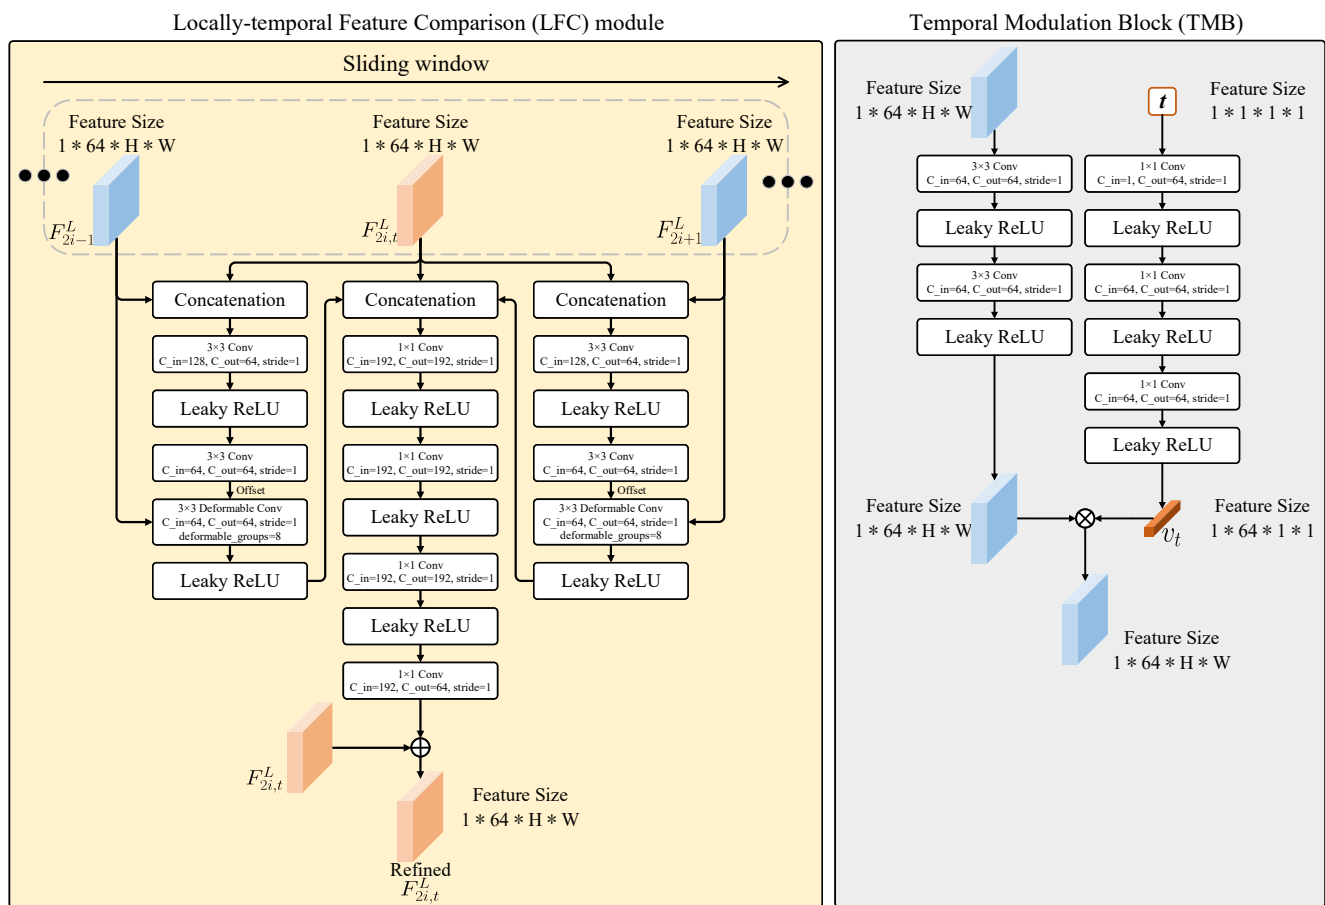 Locally-temporal Feature Comparison (LFC) module
Sliding window
Feature Size
1 * 64 * H * W
Feature Size
1 * 64 * H * W
Feature Size
1 * 64 * H * W
F^L_{2i−1}
F^L_{2i,t}
F^L_{2i+1}
Concatenation
3×3 Conv
C_in=128, C_out=64, stride=1
Leaky ReLU
3×3 Conv
C_in=64, C_out=64, stride=1
Offset
3×3 Deformable Conv
C_in=64, C_out=64, stride=1
deformable_groups=8
Leaky ReLU
Concatenation
1×1 Conv
C_in=192, C_out=192, stride=1
Leaky ReLU
1×1 Conv
C_in=192, C_out=192, stride=1
Leaky ReLU
1×1 Conv
C_in=192, C_out=192, stride=1
Leaky ReLU
1×1 Conv
C_in=192, C_out=64, stride=1
Concatenation
3×3 Conv
C_in=128, C_out=64, stride=1
Leaky ReLU
3×3 Conv
C_in=64, C_out=64, stride=1
Offset
3×3 Deformable Conv
C_in=64, C_out=64, stride=1
deformable_groups=8
Leaky ReLU
F^L_{2i,t}
Feature Size
1 * 64 * H * W
Refined
F^L_{2i,t}
Temporal Modulation Block (TMB)
Feature Size
1 * 64 * H * W
t
Feature Size
1 * 1 * 1 * 1
3×3 Conv
C_in=64, C_out=64, stride=1
Leaky ReLU
3×3 Conv
C_in=64, C_out=64, stride=1
Leaky ReLU
1×1 Conv
C_in=1, C_out=64, stride=1
Leaky ReLU
1×1 Conv
C_in=64, C_out=64, stride=1
Leaky ReLU
1×1 Conv
C_in=64, C_out=64, stride=1
Leaky ReLU
Feature Size
1 * 64 * H * W
v_t
Feature Size
1 * 64 * 1 * 1
Feature Size
1 * 64 * H * W